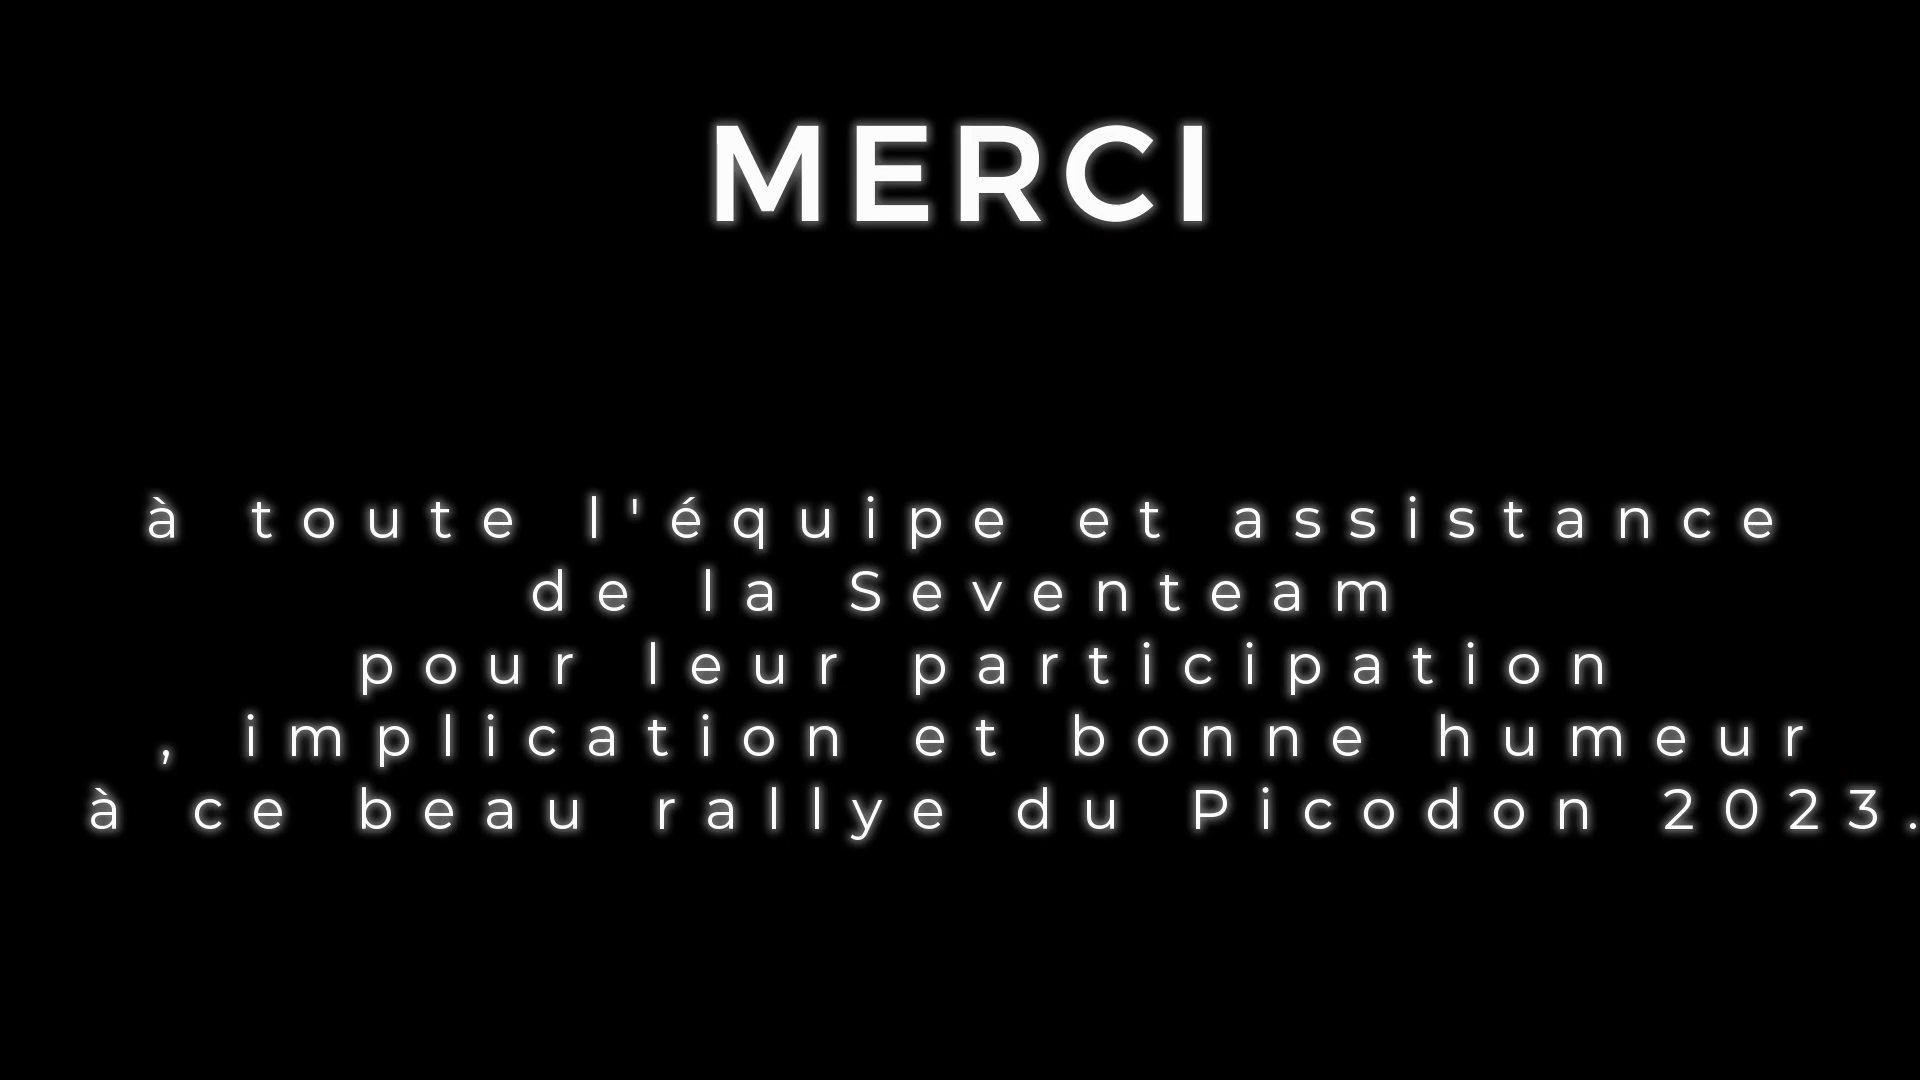 MERCI
à toute l'équipe et assistance
de la Seventeam
pour leur participation
, implication et bonne humeur
à ce beau rallye du Picodon 2023.